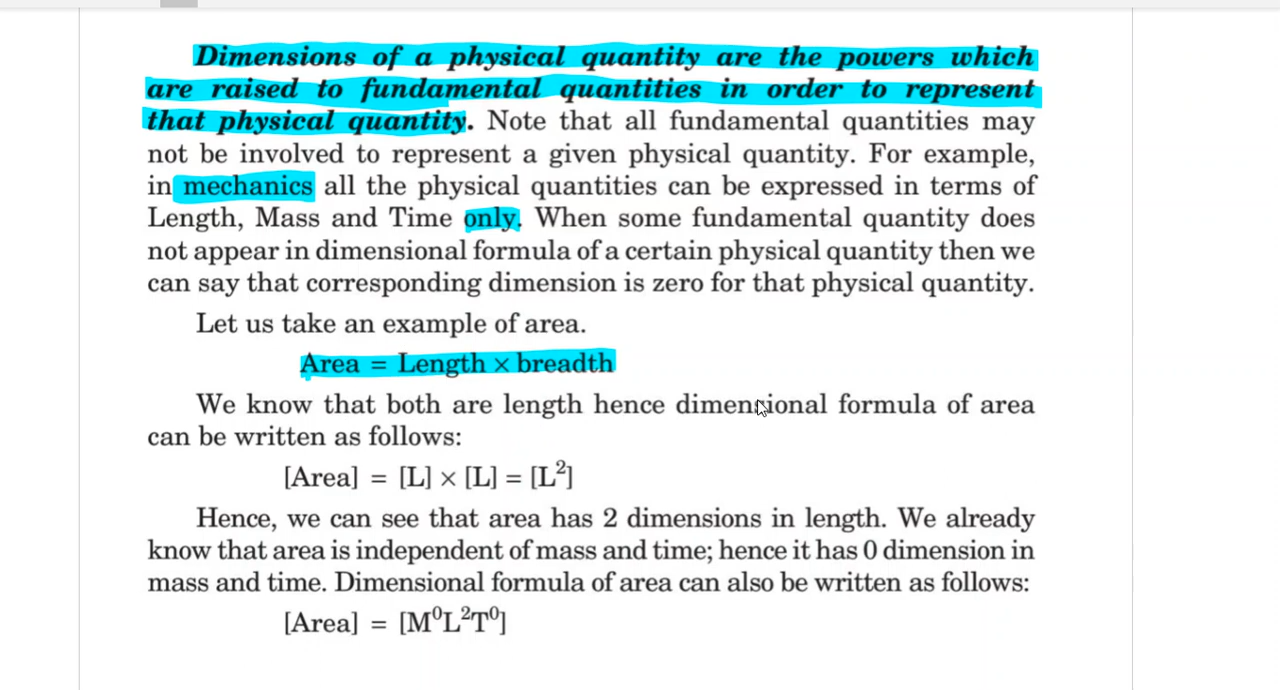 Dimensions of a physical quantity are the powers which
are raised to fundamental quantities in order to represent
that physical quantity. Note that all fundamental quantities may
not be involved to represent a given physical quantity. For example,
in mechanics all the physical quantities can be expressed in terms of
Length, Mass and Time only. When some fundamental quantity does
not appear in dimensional formula of a certain physical quantity then we
can say that corresponding dimension is zero for that physical quantity.
Let us take an example of area.
Area = Length × breadth
We know that both are length hence dimensional formula of area
can be written as follows:
[Area] = [L] × [L] = [L²]
Hence, we can see that area has 2 dimensions in length. We already
know that area is independent of mass and time; hence it has 0 dimension in
mass and time. Dimensional formula of area can also be written as follows:
[Area] = [M⁰L²T⁰]